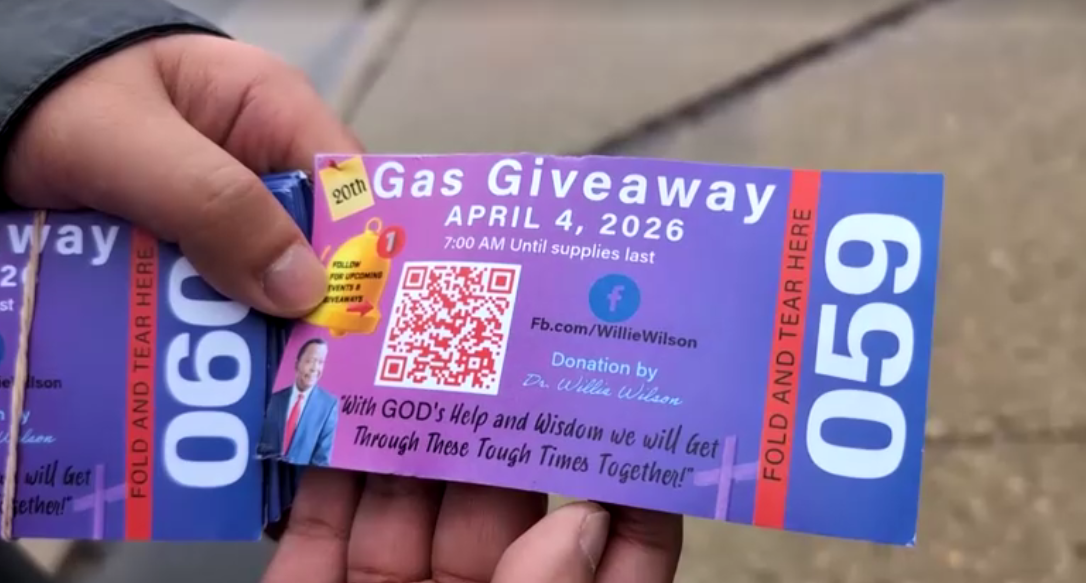 20th
Gas Giveaway
APRIL 4, 2026
7:00 AM Until supplies last
1
FOLLOW
FOR UPCOMING
EVENTS &
GIVEAWAYS
f
Fb.com/WillieWilson
Donation by
Dr. Willie Wilson
"With GOD's Help and Wisdom we will Get
Through These Tough Times Together!"
FOLD AND TEAR HERE
059
way
will Get
FOLD AND TEAR HERE
060